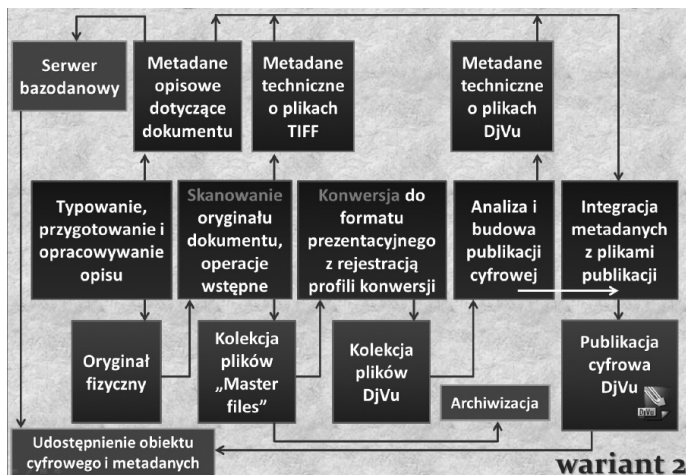 Serwer
bazodanowy
Metadane
opisowe
dotyczące
dokumentu
Metadane
techniczne
o plikach
TIFF
Metadane
techniczne
o plikach
DjVu
Typowanie,
przygotowanie i
opracowywanie
opisu
Skanowanie
oryginału
dokumentu,
operacje
wstępne
Konwersja do
formatu
prezentacyjnego
z rejestracją
profili konwersji
Analiza i
budowa
publikacji
cyfrowej
Integracja
metadanych
z plikami
publikacji
Oryginał
fizyczny
Kolekcja
plików
„Master
files”
Kolekcja
plików
DjVu
Archiwizacja
Publikacja
cyfrowa
DjVu
DjVu
Udostępnienie obiektu
cyfrowego i metadanych
wariant 2